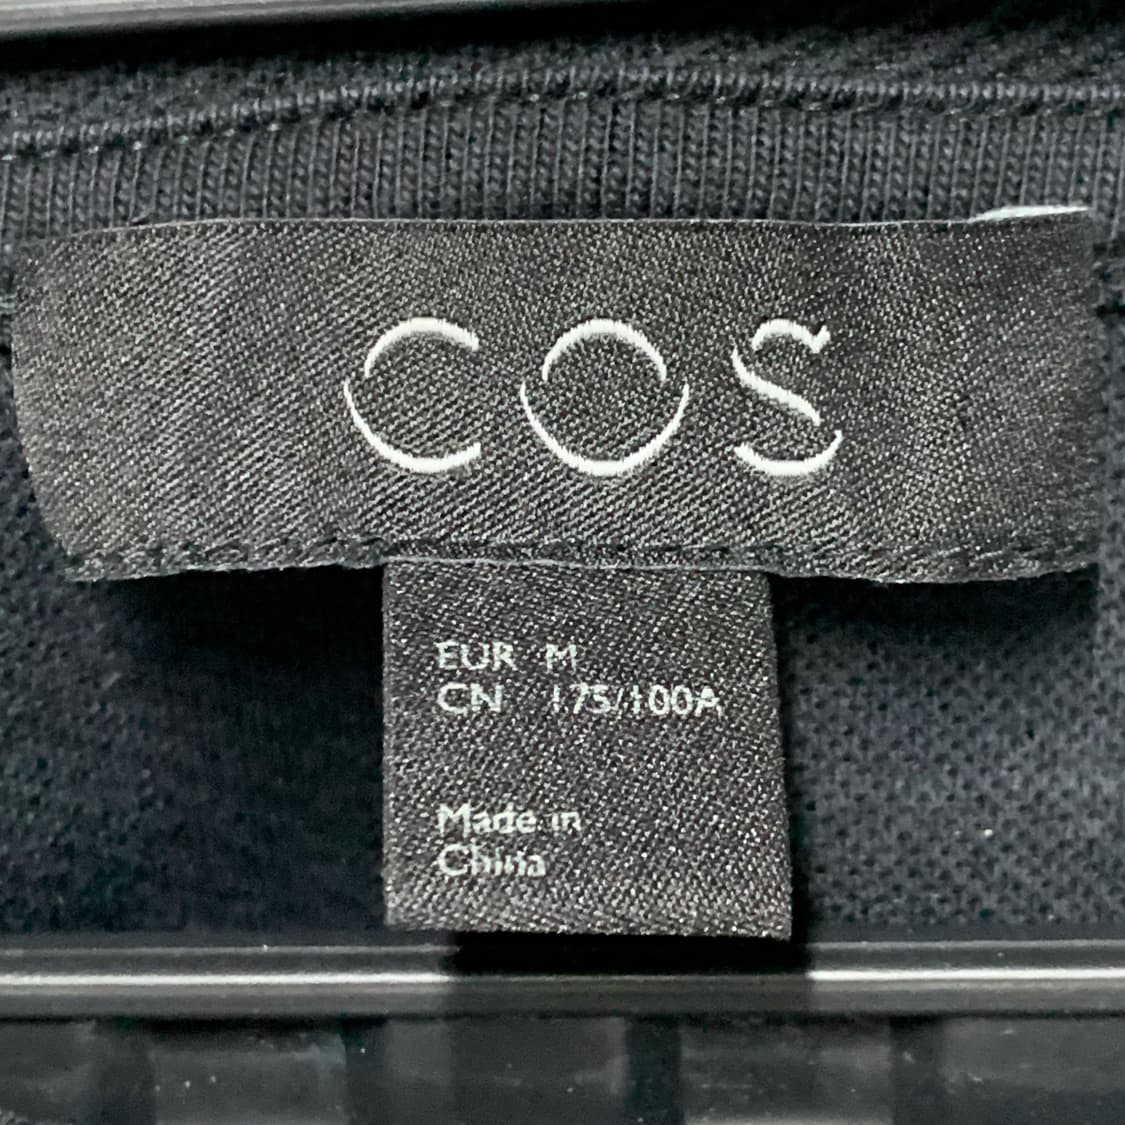 COS
EUR M
CN 175/100A
Made in
China